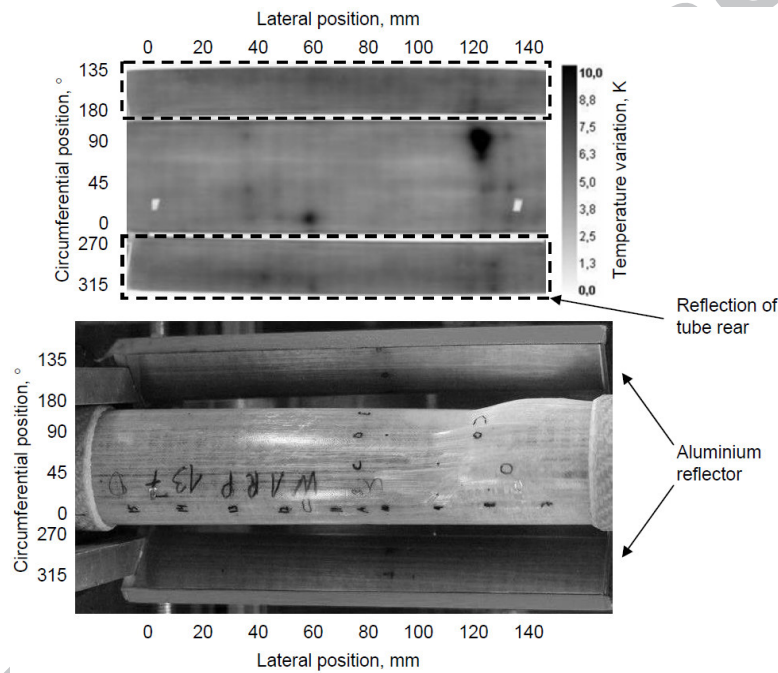 Lateral position, mm
0 20 40 60 80 100 120 140
Circumferential position, °
135
180
90
45
0
270
315
10,0
8,8
7,5
6,3
5,0
3,8
2,5
1,3
0,0
Temperature variation, K
Reflection of
tube rear
Circumferential position, °
135
180
90
45
0
270
315
WARP 137
Aluminium
reflector
0 20 40 60 80 100 120 140
Lateral position, mm